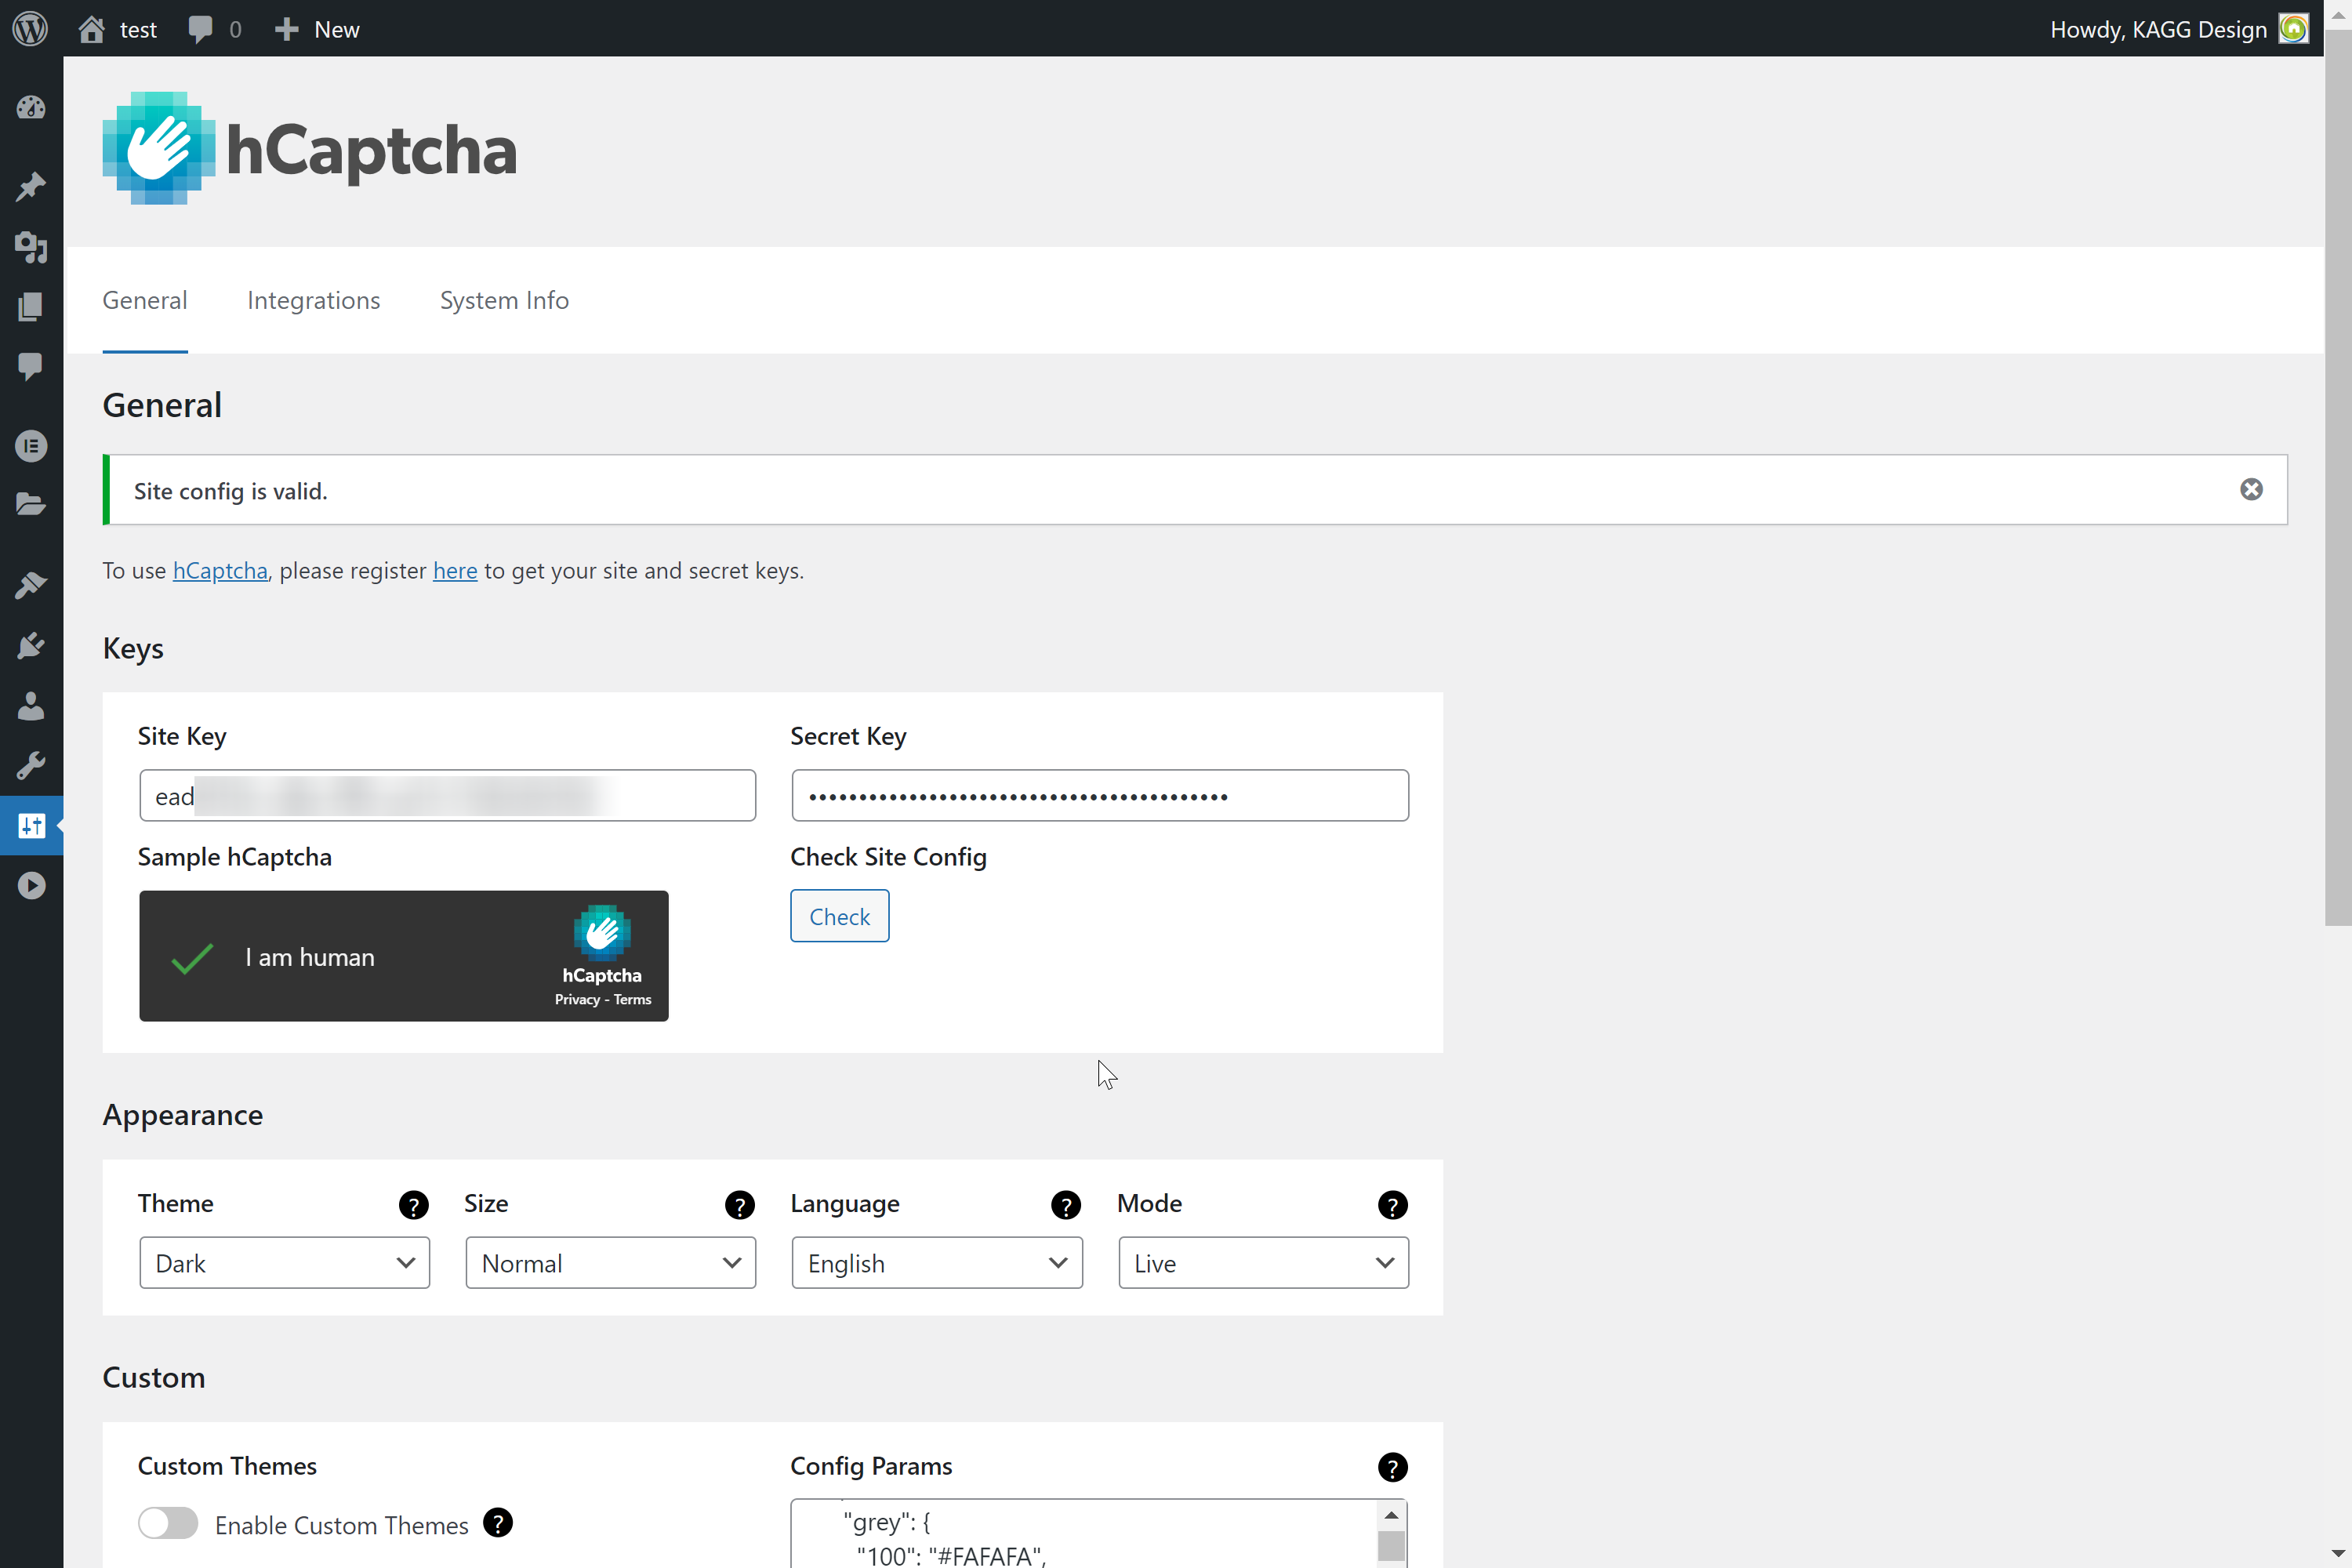 test
0
New
Howdy, KAGG Design
hCaptcha
General
Integrations
System Info
General
Site config is valid.
To use hCaptcha, please register here to get your site and secret keys.
Keys
Site Key
Secret Key
ead
••••••••••••••••••••••••••••••••••••••••••
Sample hCaptcha
Check Site Config
I am human
hCaptcha
Privacy - Terms
Check
Appearance
Theme
?
Size
?
Language
?
Mode
?
Dark
Normal
English
Live
Custom
Custom Themes
Config Params
?
Enable Custom Themes
?
"grey": {
"100": "#FAFAFA",